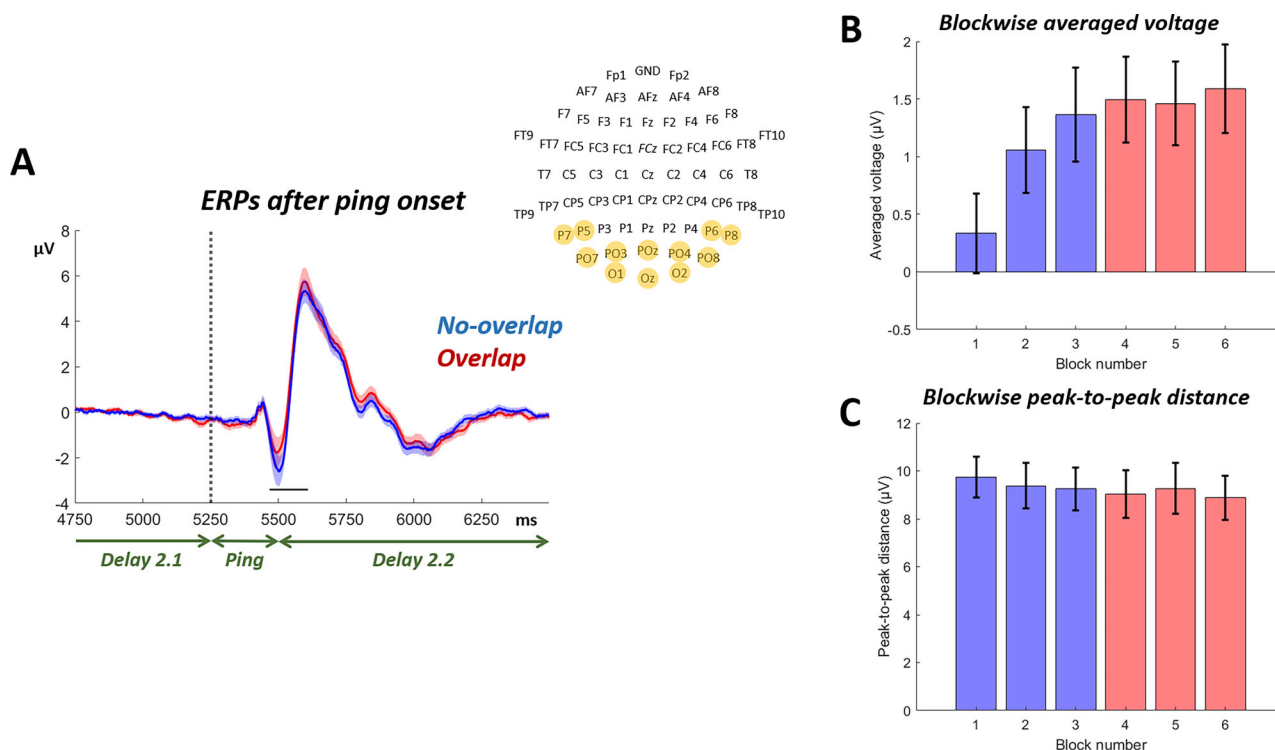 A
ERPs after ping onset
µV
8
6
4
2
0
-2
-4
4750 5000 5250 5500 5750 6000 6250 ms
Delay 2.1 Ping Delay 2.2
No-overlap
Overlap
Fp1 GND Fp2
AF7 AF3 AFz AF4 AF8
F7 F5 F3 F1 Fz F2 F4 F6 F8
FT9 FT7 FC5 FC3 FC1 FCz FC2 FC4 FC6 FT8 FT10
T7 C5 C3 C1 Cz C2 C4 C6 T8
TP9 TP7 CP5 CP3 CP1 CPz CP2 CP4 CP6 TP8 TP10
P7 P5 P3 P1 Pz P2 P4 P6 P8
PO7 PO3 POz PO4 PO8
O1 Oz O2
B
Blockwise averaged voltage
Averaged voltage (µV)
2
1.5
1
0.5
0
-0.5
1 2 3 4 5 6
Block number
C
Blockwise peak-to-peak distance
Peak-to-peak distance (µV)
12
10
8
6
4
2
0
1 2 3 4 5 6
Block number